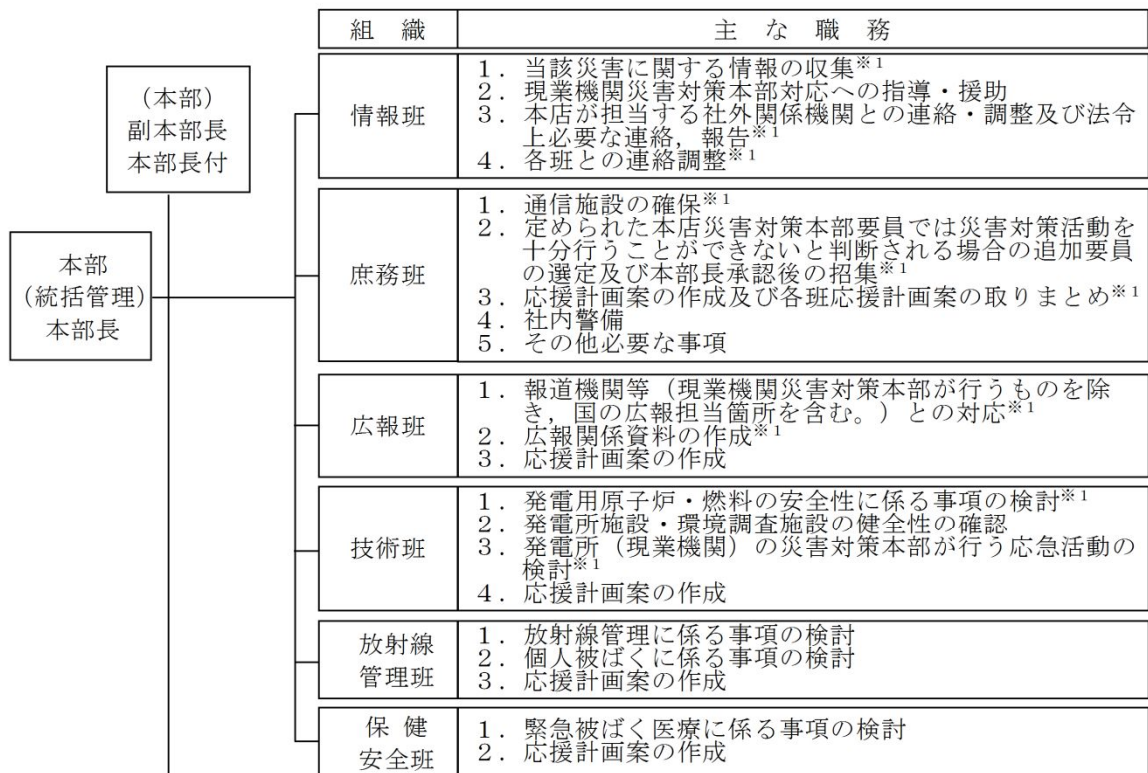 組　織
主　な　職　務
（本部）
副本部長
本部長付
本部
（統括管理）
本部長
情報班
１．当該災害に関する情報の収集※１
２．現業機関災害対策本部対応への指導・援助
３．本店が担当する社外関係機関との連絡・調整及び法令
上必要な連絡，報告※１
４．各班との連絡調整※１
庶務班
１．通信施設の確保※１
２．定められた本店災害対策本部要員では災害対策活動を
十分行うことができないと判断される場合の追加要員
の選定及び本部長承認後の招集※１
３．応援計画案の作成及び各班応援計画案の取りまとめ※１
４．社内警備
５．その他必要な事項
広報班
１．報道機関等（現業機関災害対策本部が行うものを除
き，国の広報担当箇所を含む。）との対応※１
２．広報関係資料の作成※１
３．応援計画案の作成
技術班
１．発電用原子炉・燃料の安全性に係る事項の検討※１
２．発電所施設・環境調査施設の健全性の確認
３．発電所（現業機関）の災害対策本部が行う応急活動の
検討※１
４．応援計画案の作成
放射線
管理班
１．放射線管理に係る事項の検討
２．個人被ばくに係る事項の検討
３．応援計画案の作成
保　健
安全班
１．緊急被ばく医療に係る事項の検討
２．応援計画案の作成